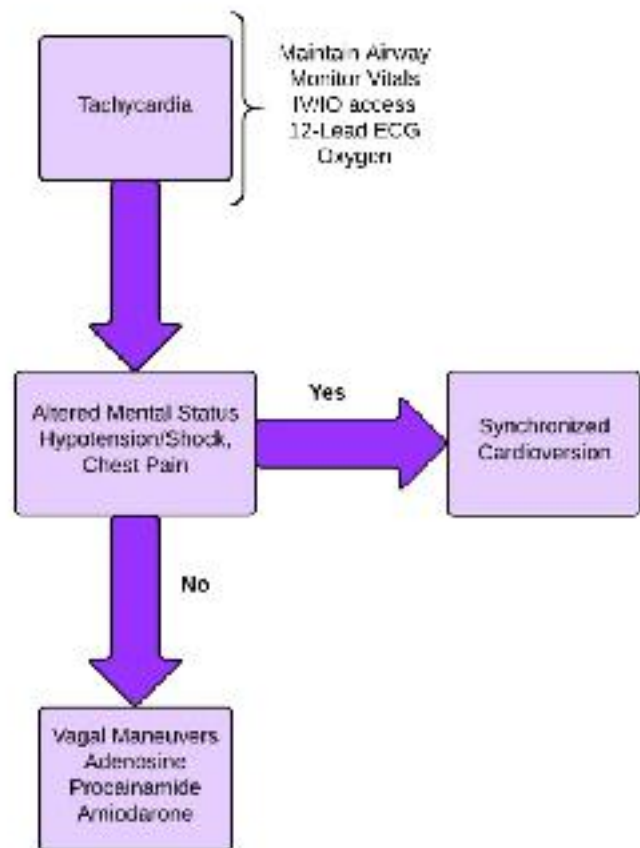 Tachycardia
Maintain Airway
Monitor Vitals
IV/IO access
12-Lead ECG
Oxygen
Altered Mental Status
Hypotension/Shock,
Chest Pain
Yes
Synchronized
Cardioversion
No
Vagal Maneuvers
Adenosine
Procainamide
Amiodarone